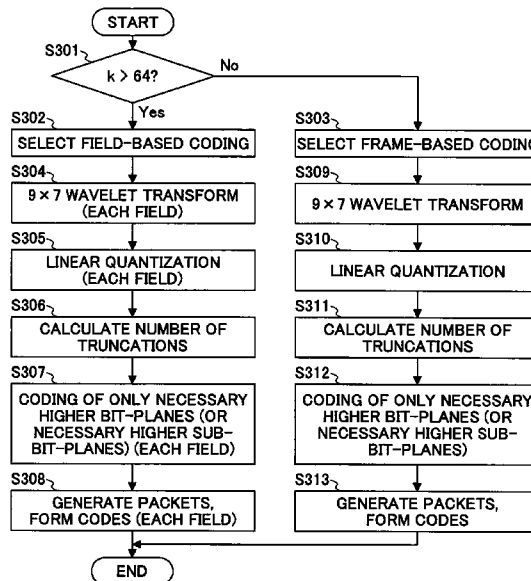 START
S301
k > 64?
No
Yes
S302
SELECT FIELD-BASED CODING
S304
9 × 7 WAVELET TRANSFORM
(EACH FIELD)
S305
LINEAR QUANTIZATION
(EACH FIELD)
S306
CALCULATE NUMBER OF
TRUNCATIONS
S307
CODING OF ONLY NECESSARY
HIGHER BIT-PLANES (OR
NECESSARY HIGHER SUB-
BIT-PLANES) (EACH FIELD)
S308
GENERATE PACKETS,
FORM CODES (EACH FIELD)
S303
SELECT FRAME-BASED CODING
S309
9 × 7 WAVELET TRANSFORM
S310
LINEAR QUANTIZATION
S311
CALCULATE NUMBER OF
TRUNCATIONS
S312
CODING OF ONLY NECESSARY
HIGHER BIT-PLANES (OR
NECESSARY HIGHER SUB-
BIT-PLANES)
S313
GENERATE PACKETS,
FORM CODES
END